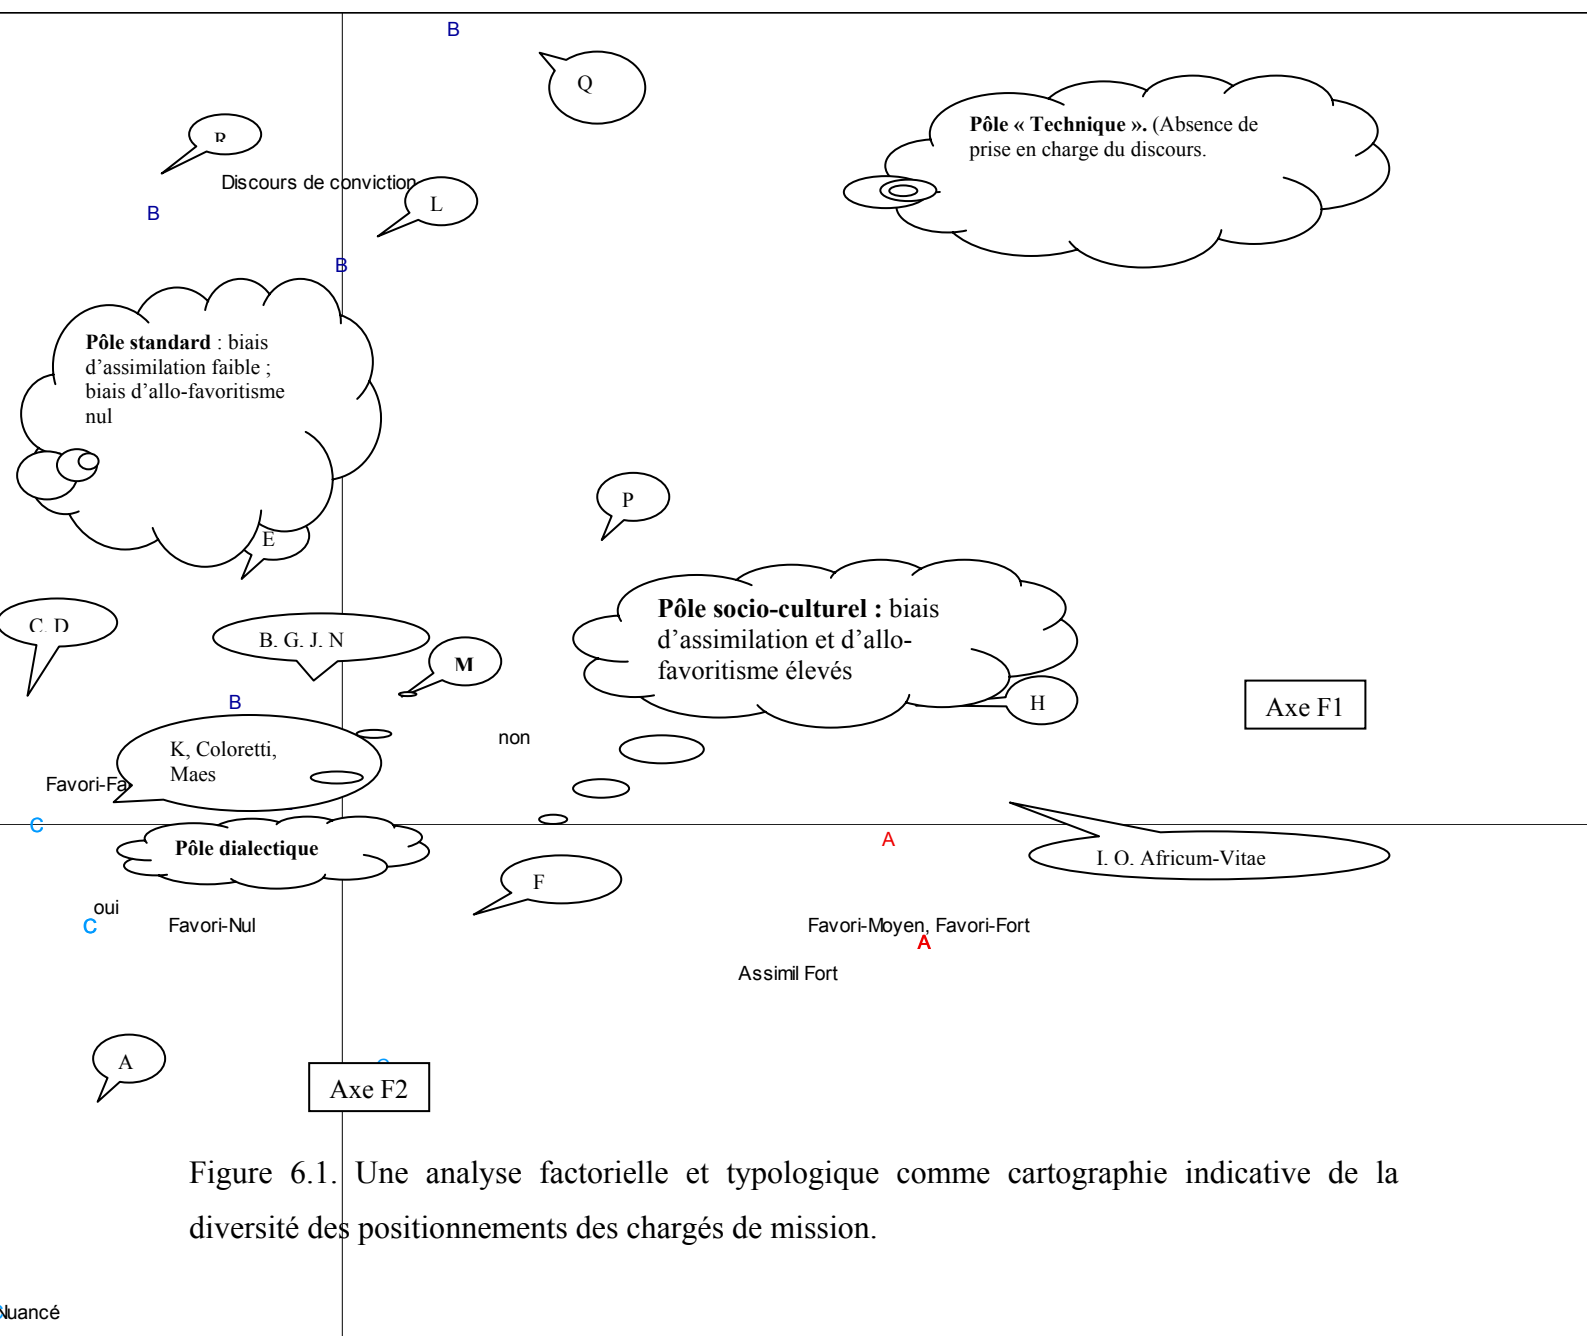 B
Q
Pôle « Technique ». (Absence de
prise en charge du discours.
R
Discours de conviction
L
B
B
Pôle standard : biais
d’assimilation faible ;
biais d’allo-favoritisme
nul
P
E
Pôle socio-culturel : biais
d’assimilation et d’allo-
favoritisme élevés
C. D
B. G. J. N
M
H
B
Axe F1
non
K, Coloretti,
Maes
Favori-Fa
C
A
Pôle dialectique
I. O. Africum-Vitae
F
oui
C
Favori-Nul
Favori-Moyen, Favori-Fort
A
Assimil Fort
A
Axe F2
Figure 6.1. Une analyse factorielle et typologique comme cartographie indicative de la
diversité des positionnements des chargés de mission.
Nuancé